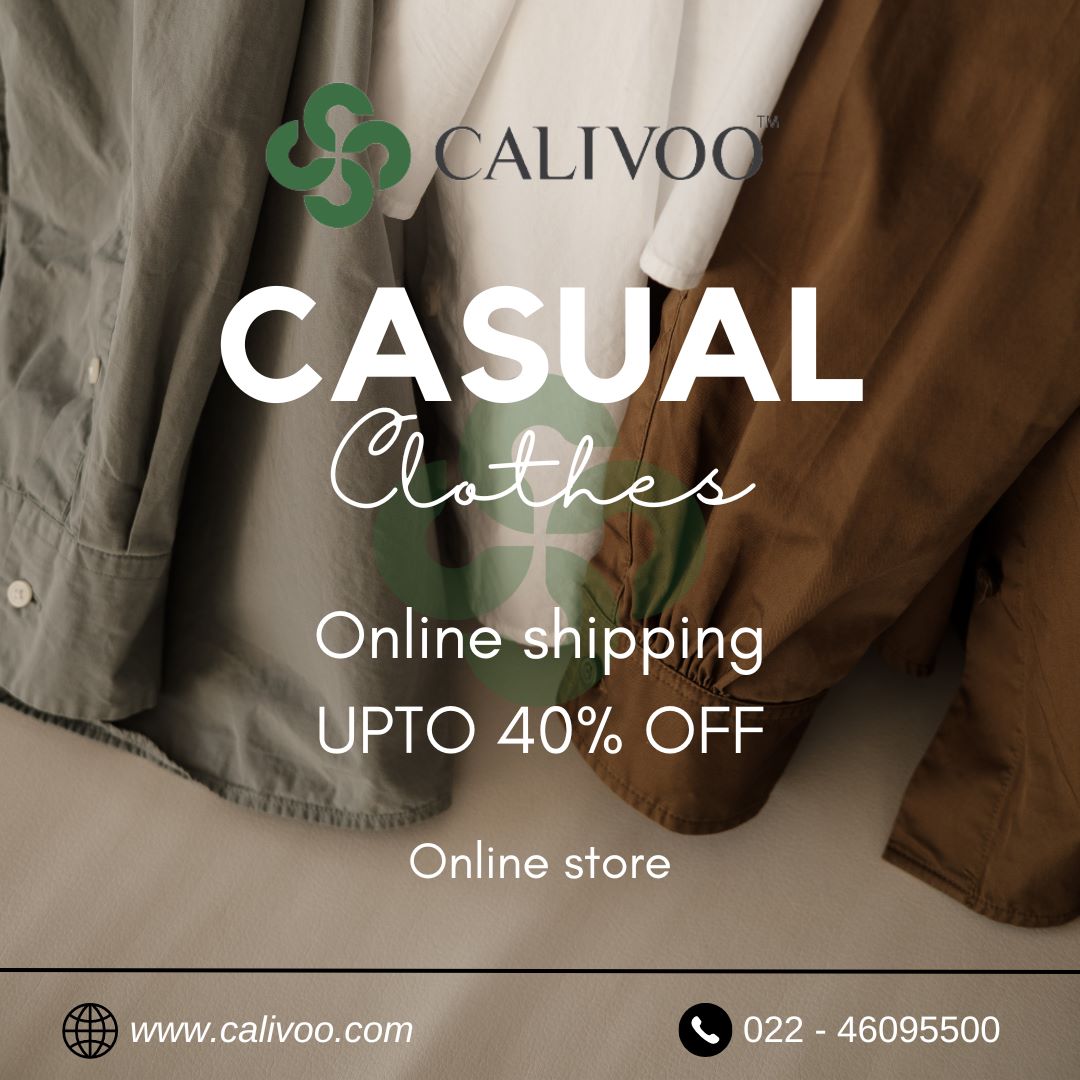 CALIVOO™
CASUAL
Clothes
Online shipping
UPTO 40% OFF
Online store
www.calivoo.com
022 - 46095500